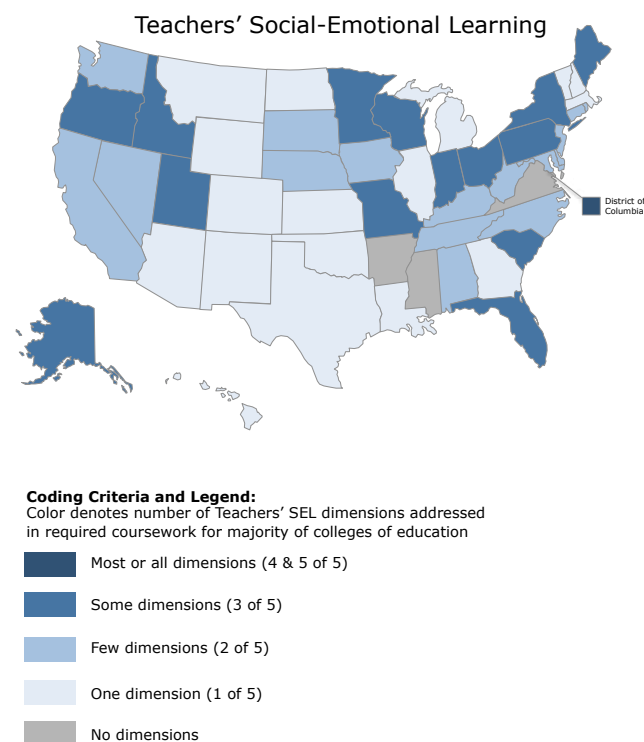 Teachers’ Social-Emotional Learning
District of
Columbia
Coding Criteria and Legend:
Color denotes number of Teachers’ SEL dimensions addressed
in required coursework for majority of colleges of education
Most or all dimensions (4 & 5 of 5)
Some dimensions (3 of 5)
Few dimensions (2 of 5)
One dimension (1 of 5)
No dimensions